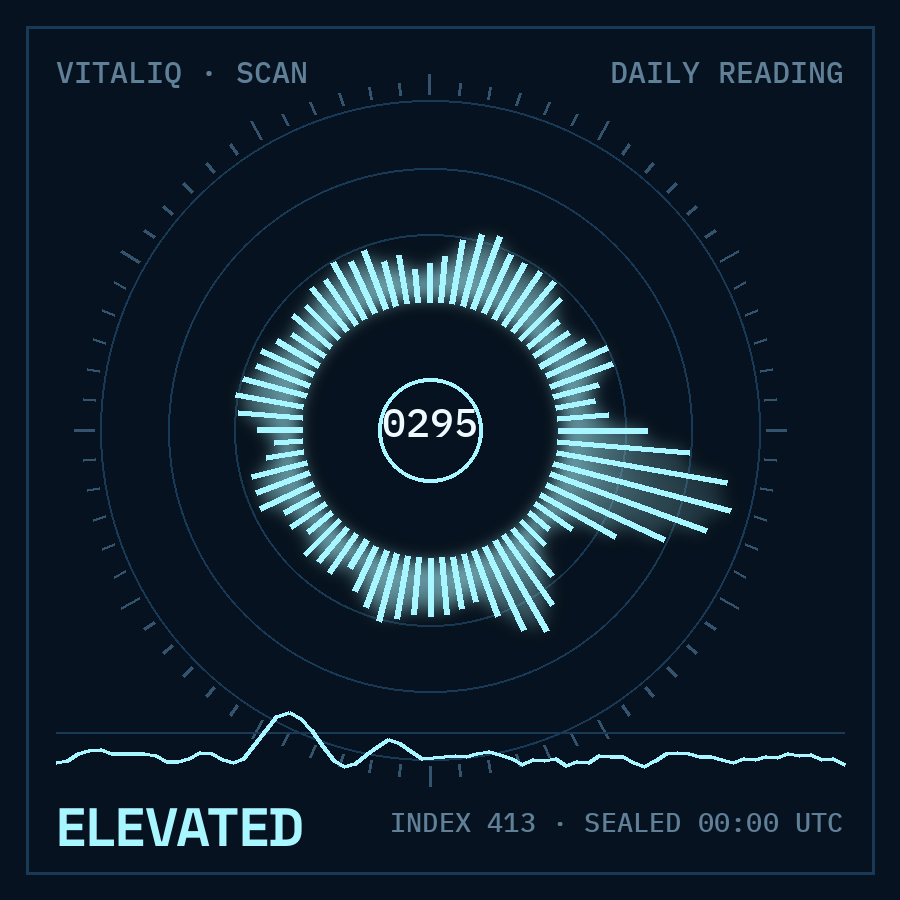 VITALIQ · SCAN
DAILY READING
0295
ELEVATED
INDEX 413 · SEALED 00:00 UTC